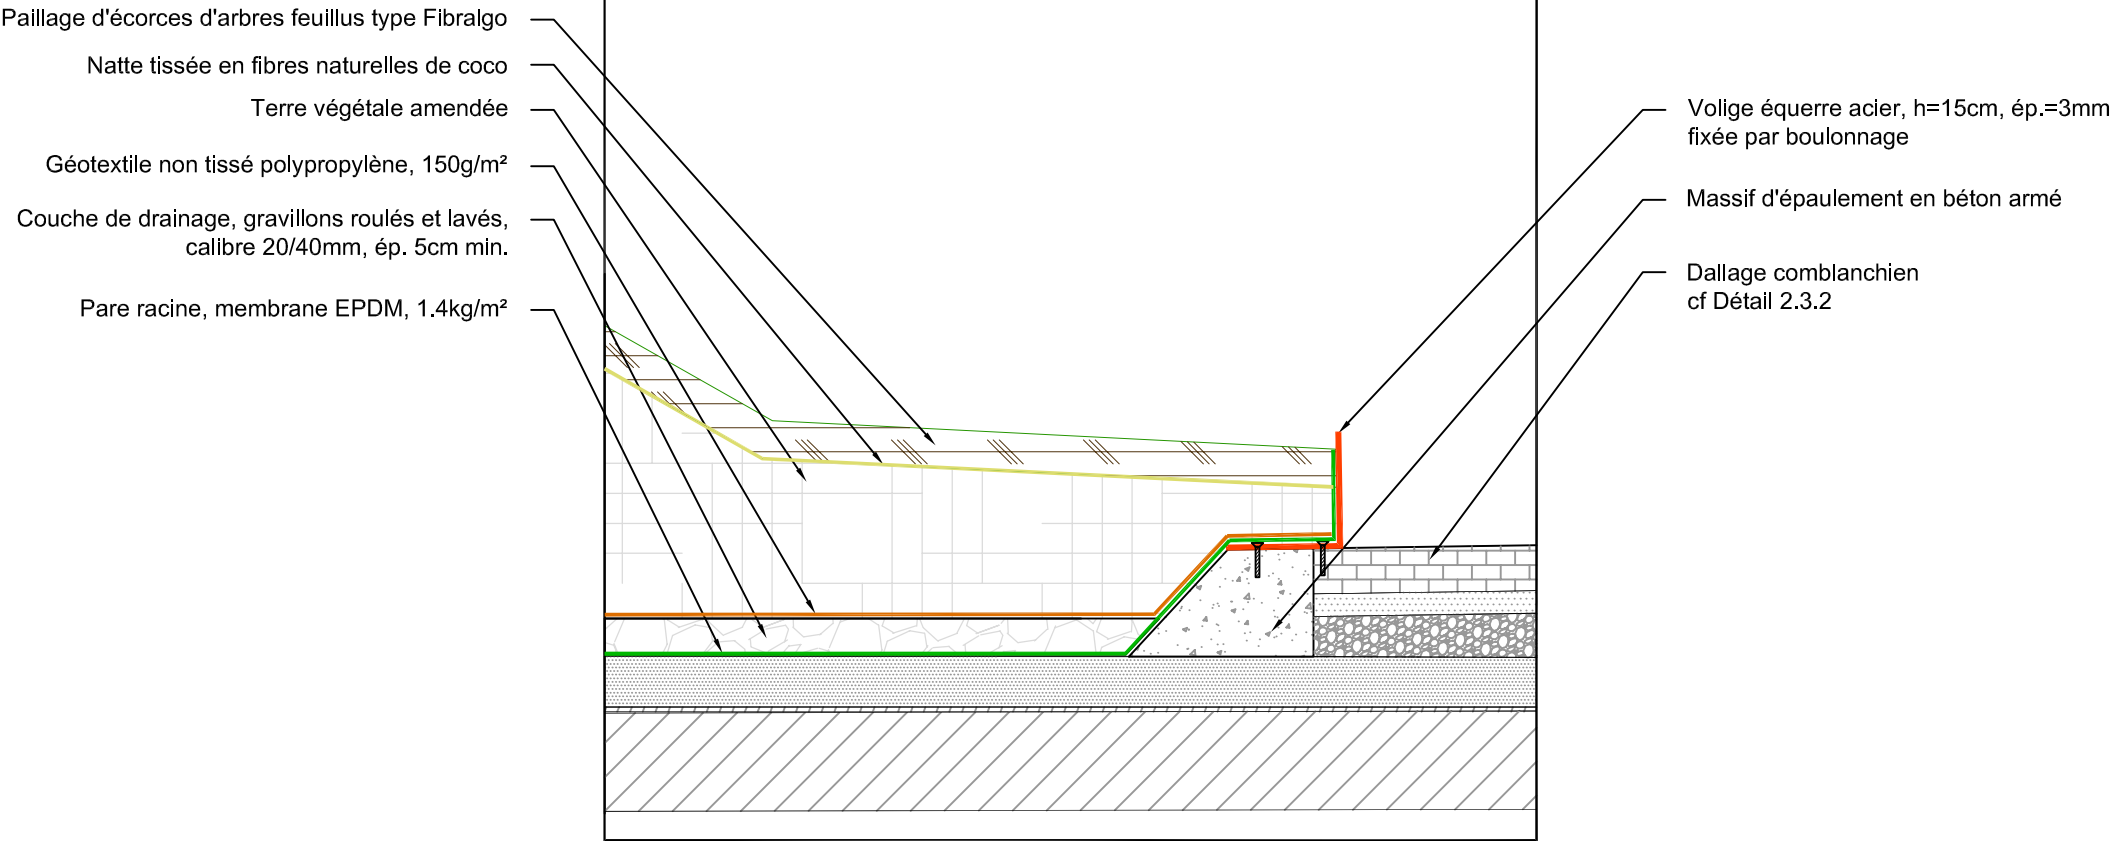 Paillage d'écorces d'arbres feuillus type Fibralgo
Natte tissée en fibres naturelles de coco
Terre végétale amendée
Géotextile non tissé polypropylène, 150g/m²
Couche de drainage, gravillons roulés et lavés,
calibre 20/40mm, ép. 5cm min.
Pare racine, membrane EPDM, 1.4kg/m²
Volige équerre acier, h=15cm, ép.=3mm
fixée par boulonnage
Massif d'épaulement en béton armé
Dallage comblanchien
cf Détail 2.3.2